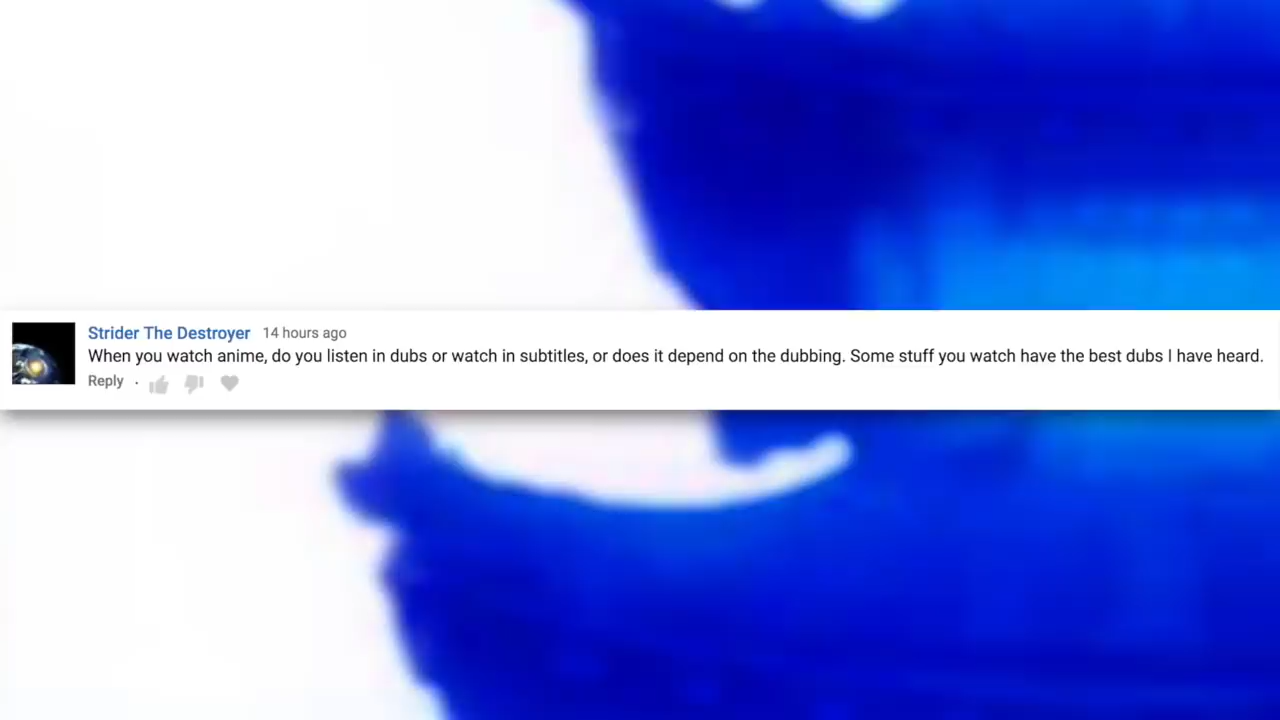 Strider The Destroyer 14 hours ago
When you watch anime, do you listen in dubs or watch in subtitles, or does it depend on the dubbing. Some stuff you watch have the best dubs I have heard.
Reply ·